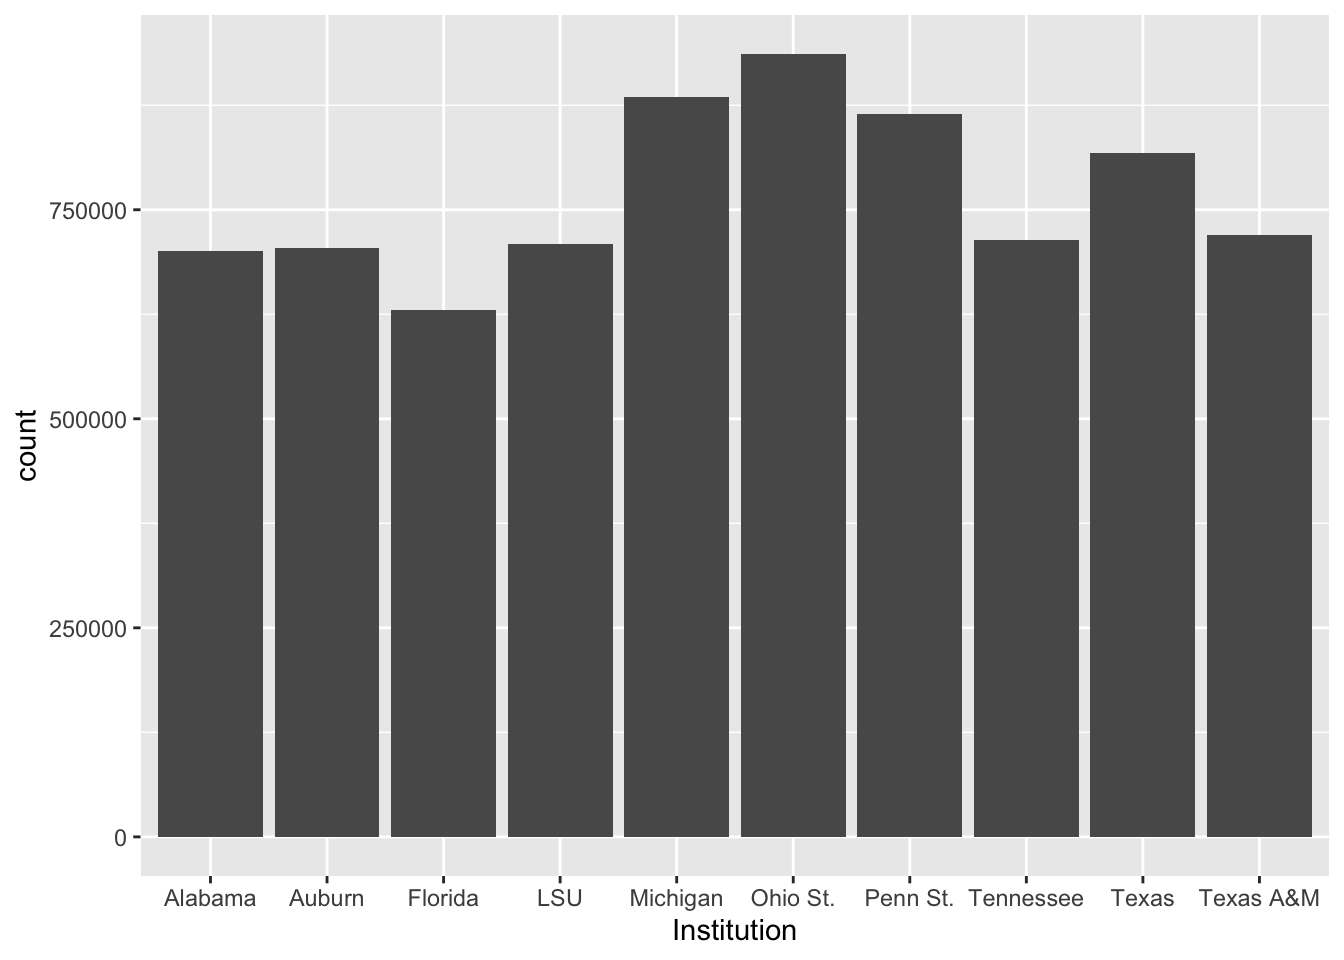 count
750000
500000
250000
0
Alabama Auburn Florida LSU Michigan Ohio St. Penn St. Tennessee Texas Texas A&M
Institution